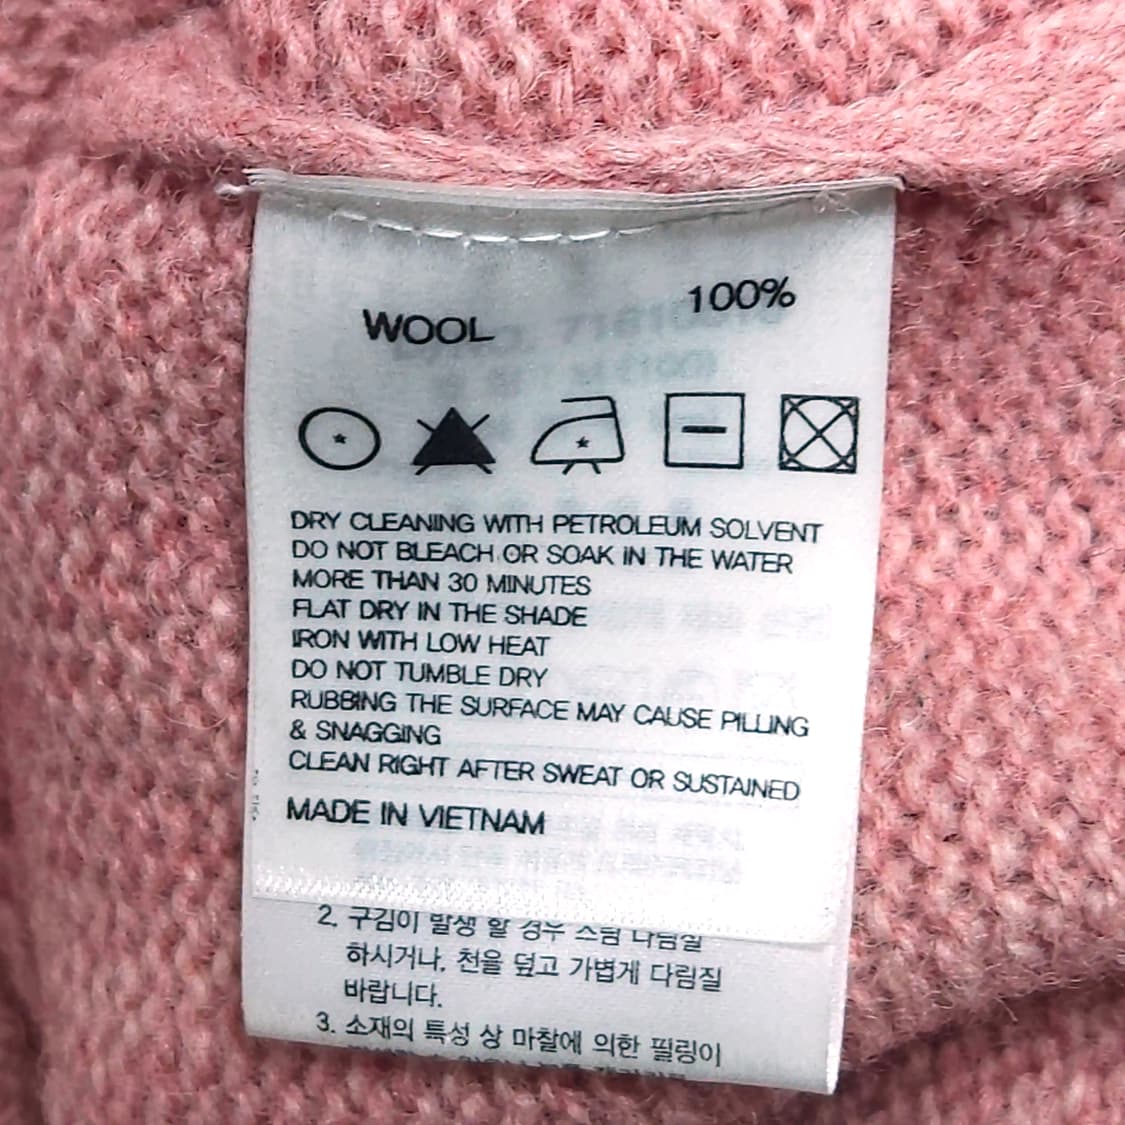 WOOL 100%
DRY CLEANING WITH PETROLEUM SOLVENT
DO NOT BLEACH OR SOAK IN THE WATER
MORE THAN 30 MINUTES
FLAT DRY IN THE SHADE
IRON WITH LOW HEAT
DO NOT TUMBLE DRY
RUBBING THE SURFACE MAY CAUSE PILLING
& SNAGGING
CLEAN RIGHT AFTER SWEAT OR SUSTAINED
MADE IN VIETNAM
2. 구김이 발생 할 경우 스팀 다림질
하시거나, 천을 덮고 가볍게 다림질
바랍니다.
3. 소재의 특성 상 마찰에 의한 필링이